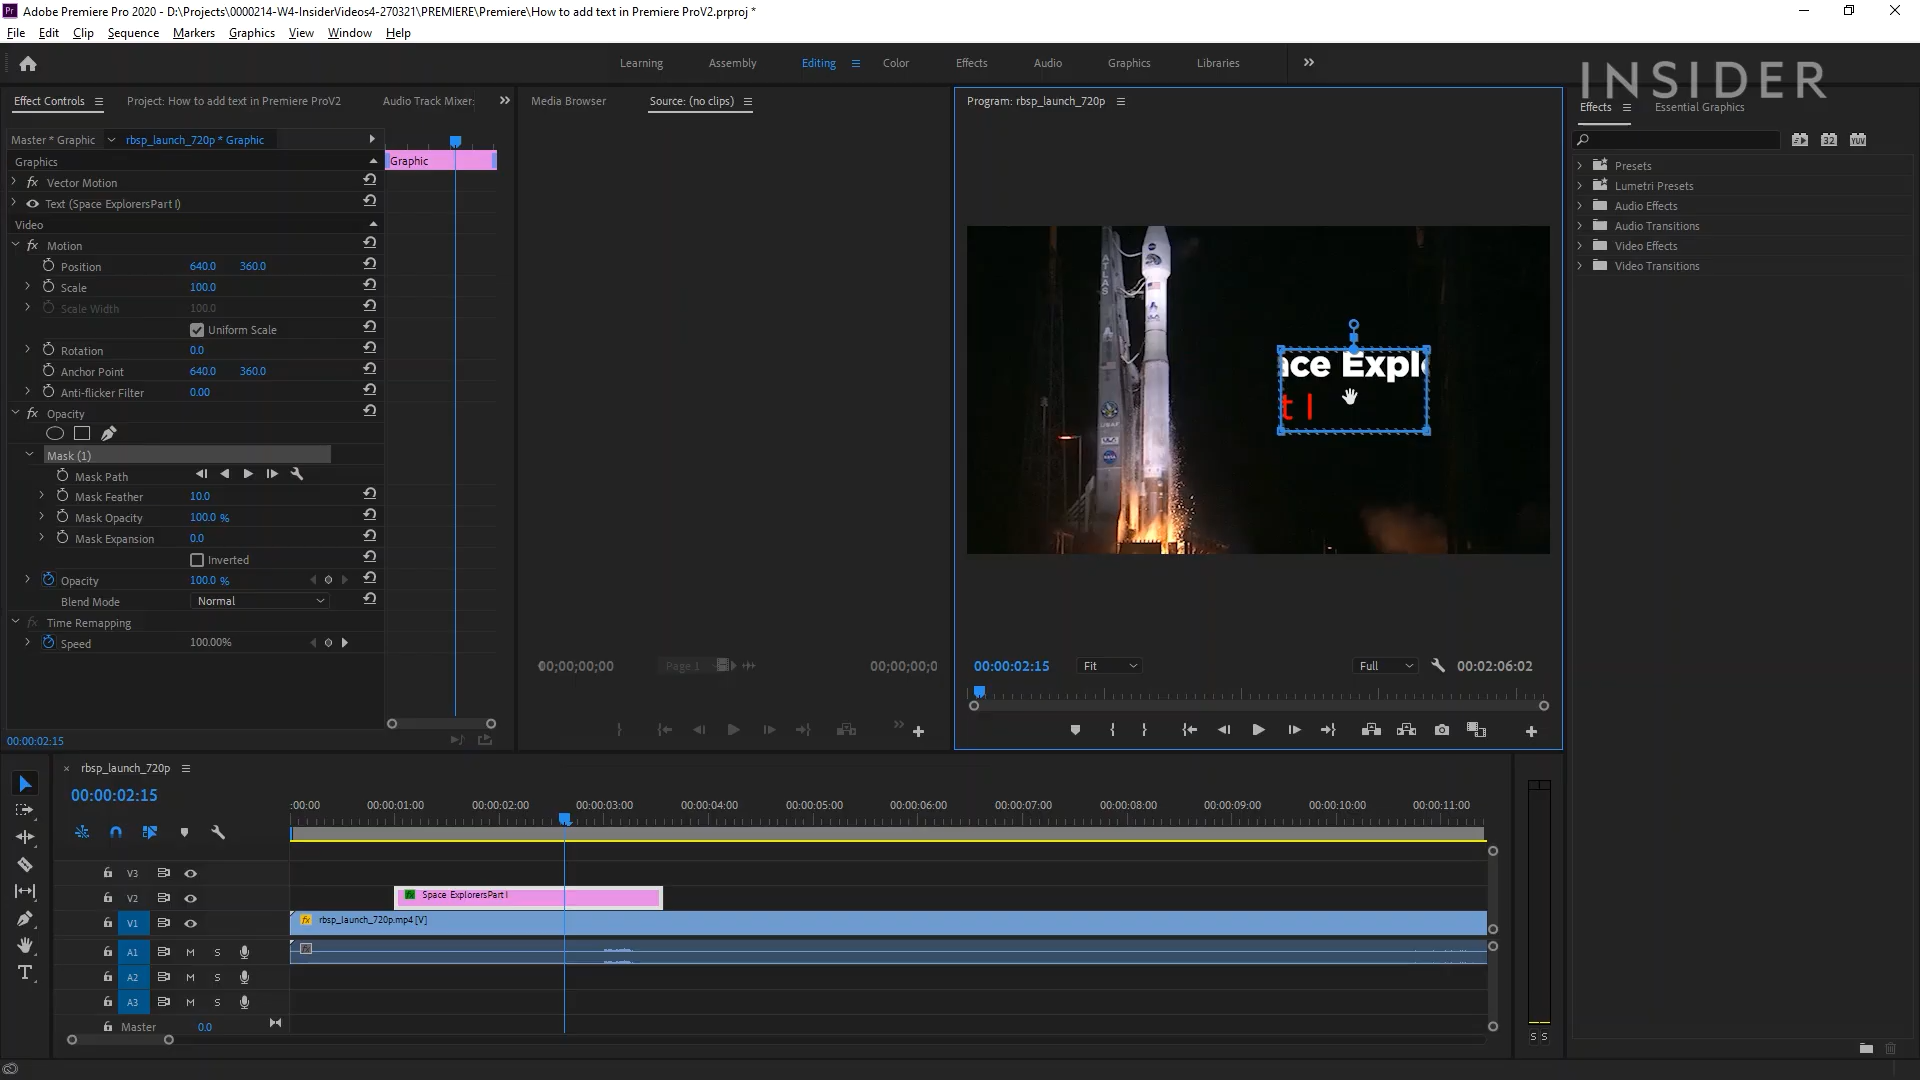 Adobe Premiere Pro 2020 - D:\Projects\0000214-W4-InsiderVideos4-270321\PREMIERE\Premiere\How to add text in Premiere ProV2.prproj *
File Edit Clip Sequence Markers Graphics View Window Help
Learning Assembly Editing Color Effects Audio Graphics Libraries
INSIDER
Effect Controls Project: How to add text in Premiere ProV2 Audio Track Mixer:
Media Browser Source: (no clips)
Program: rbsp_launch_720p
Effects Essential Graphics
Master * Graphic rbsp_launch_720p * Graphic
Graphics
Graphic
Vector Motion
Text (Space ExplorersPart I)
Video
Motion
Position 640.0 360.0
Scale 100.0
Scale Width 100.0
Uniform Scale
Rotation 0.0
Anchor Point 640.0 360.0
Anti-flicker Filter 0.00
Opacity
Mask (1)
Mask Path
Mask Feather 10.0
Mask Opacity 100.0 %
Mask Expansion 0.0
Inverted
Opacity 100.0 %
Blend Mode Normal
Time Remapping
Speed 100.00%
00:00:02:15
00;00;00;00 Page 1 00;00;00;0
ATLAS
USAF
ace Explo
t I
00:00:02:15 Fit Full 00:02:06:02
Presets
Lumetri Presets
Audio Effects
Audio Transitions
Video Effects
Video Transitions
rbsp_launch_720p
00:00:02:15
:00:00 00:00:01:00 00:00:02:00 00:00:03:00 00:00:04:00 00:00:05:00 00:00:06:00 00:00:07:00 00:00:08:00 00:00:09:00 00:00:10:00 00:00:11:00
V3
V2 Space ExplorersPart I
V1 rbsp_launch_720p.mp4 [V]
A1 M S
A2 M S
A3 M S
Master 0.0
S S